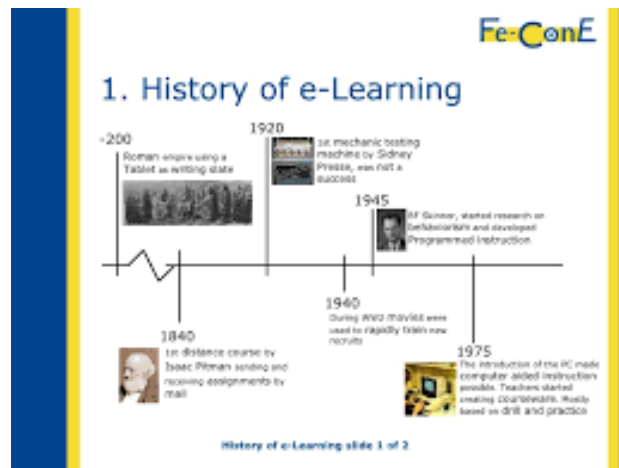 Fe-ConE
1. History of e-Learning
-200
Roman empire using a
Tablet as writing slate
1920
1st mechanic testing
machine by Sidney
Presse, was not a
success
1945
BF Skinner, started research on
behaviorism and developed
Programmed instruction
1840
1st distance course by
Isaac Pitman sending and
receiving assignments by
mail
1940
During WW2 movies were
used to rapidly train new
recruits
1975
The introduction of the PC made
computer aided instruction
possible. Teachers started
creating courseware. Mostly
based on drill and practice
History of e-Learning slide 1 of 2